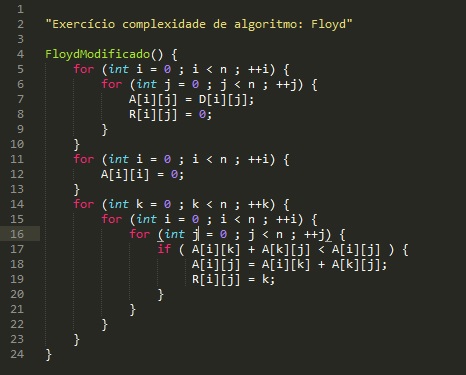 1
2 "Exercício complexidade de algoritmo: Floyd"
3
4 FloydModificado() {
5 for (int i = 0 ; i < n ; ++i) {
6 for (int j = 0 ; j < n ; ++j) {
7 A[i][j] = D[i][j];
8 R[i][j] = 0;
9 }
10 }
11 for (int i = 0 ; i < n ; ++i) {
12 A[i][i] = 0;
13 }
14 for (int k = 0 ; k < n ; ++k) {
15 for (int i = 0 ; i < n ; ++i) {
16 for (int j = 0 ; j < n ; ++j) {
17 if ( A[i][k] + A[k][j] < A[i][j] ) {
18 A[i][j] = A[i][k] + A[k][j];
19 R[i][j] = k;
20 }
21 }
22 }
23 }
24 }